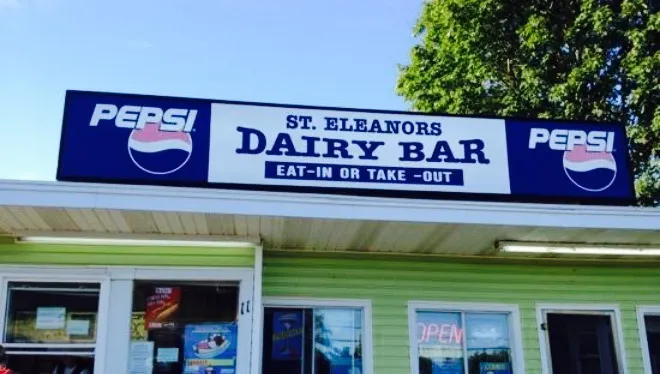 PEPSI
ST. ELEANORS
DAIRY BAR
EAT-IN OR TAKE -OUT
PEPSI
OPEN